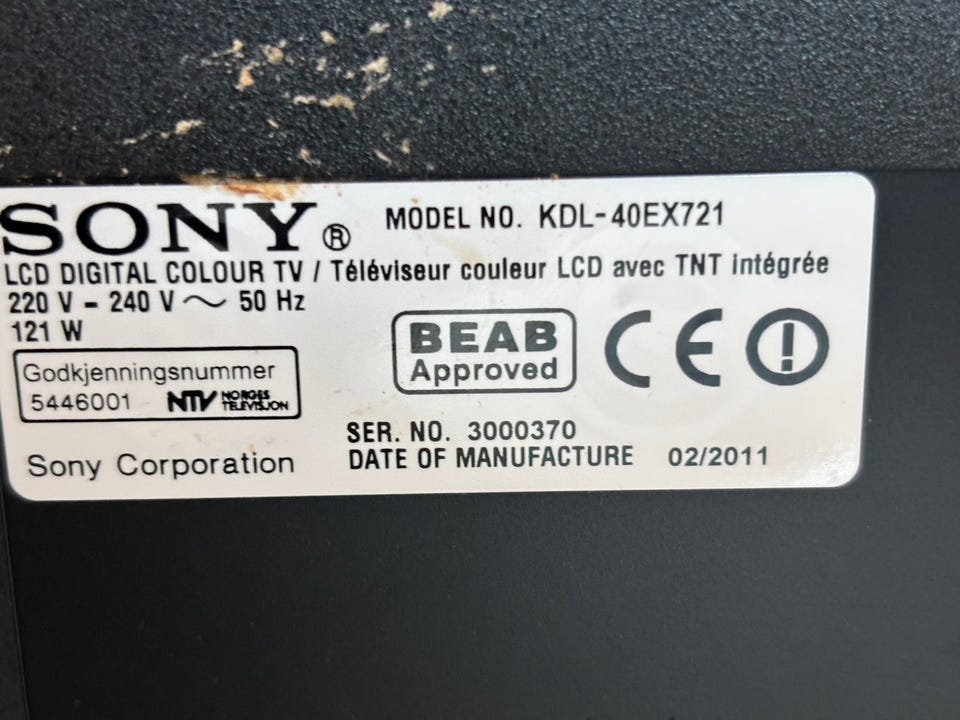 SONY®
MODEL NO. KDL-40EX721
LCD DIGITAL COLOUR TV / Téléviseur couleur LCD avec TNT intégrée
220 V - 240 V ~ 50 Hz
121 W
BEAB
Approved
CE
Godkjenningsnummer
5446001 NTV NORGES
TELEVISJON
SER. NO. 3000370
Sony Corporation
DATE OF MANUFACTURE 02/2011